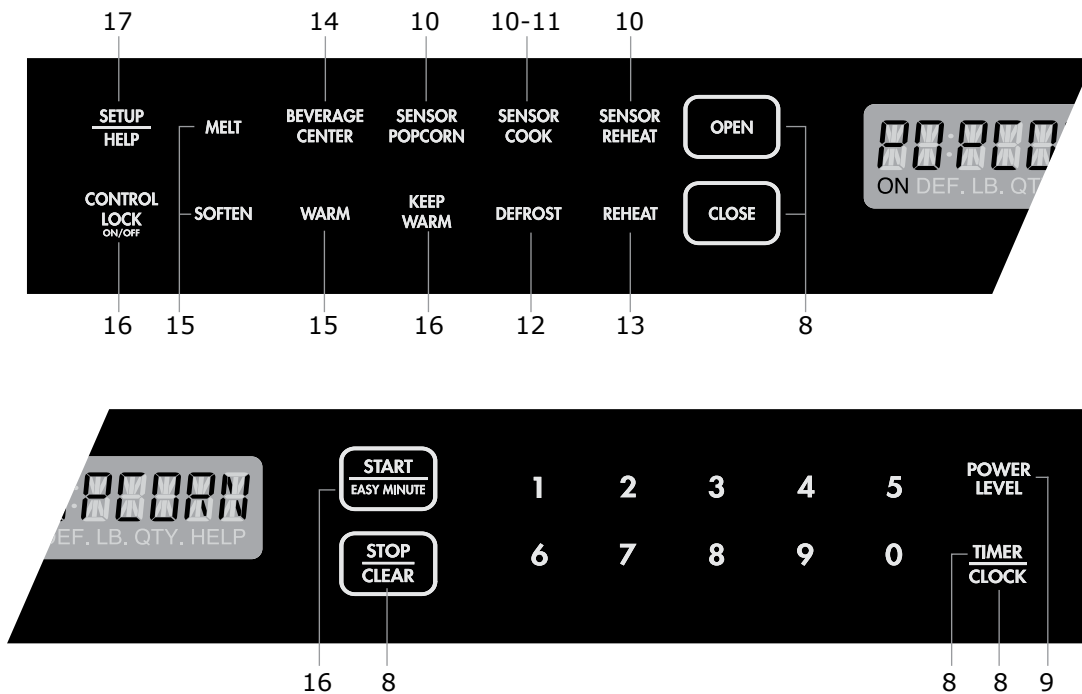 17 14 10 10-11 10
SETUP
HELP
MELT
BEVERAGE
CENTER
SENSOR
POPCORN
SENSOR
COOK
SENSOR
REHEAT
OPEN
CONTROL
LOCK
ON/OFF
SOFTEN
WARM
KEEP
WARM
DEFROST
REHEAT
CLOSE
ON DEF. LB. QT
16 15 15 16 12 13 8
PCORN
EF. LB. QTY. HELP
START
EASY MINUTE
1 2 3 4 5
POWER
LEVEL
STOP
CLEAR
6 7 8 9 0
TIMER
CLOCK
16 8 8 8 9